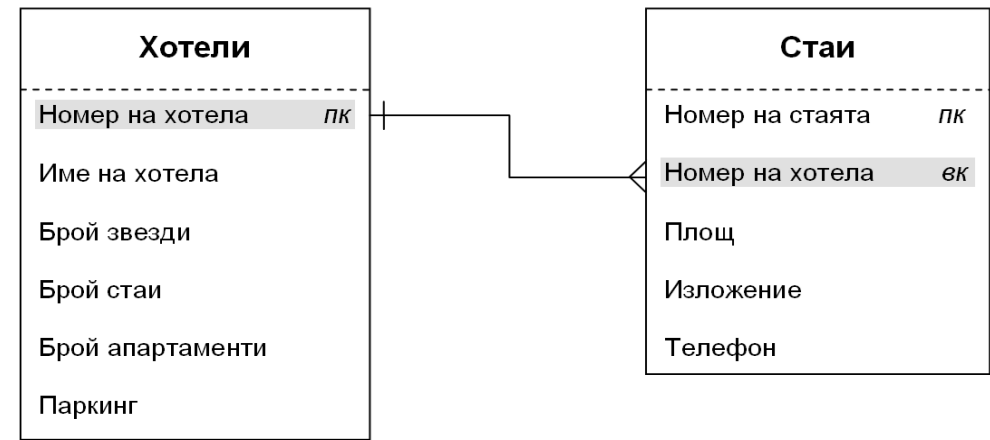 Хотели
Номер на хотела пк
Име на хотела
Брой звезди
Брой стаи
Брой апартаменти
Паркинг
Стаи
Номер на стаята пк
Номер на хотела вк
Площ
Изложение
Телефон